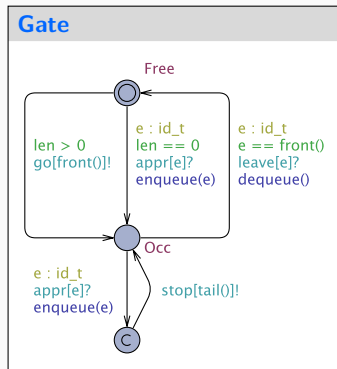 Gate
Free
len > 0
go[front()]!
e : id_t
len == 0
appr[e]?
enqueue(e)
e : id_t
e == front()
leave[e]?
dequeue()
Occ
e : id_t
appr[e]?
enqueue(e)
stop[tail()]!
C